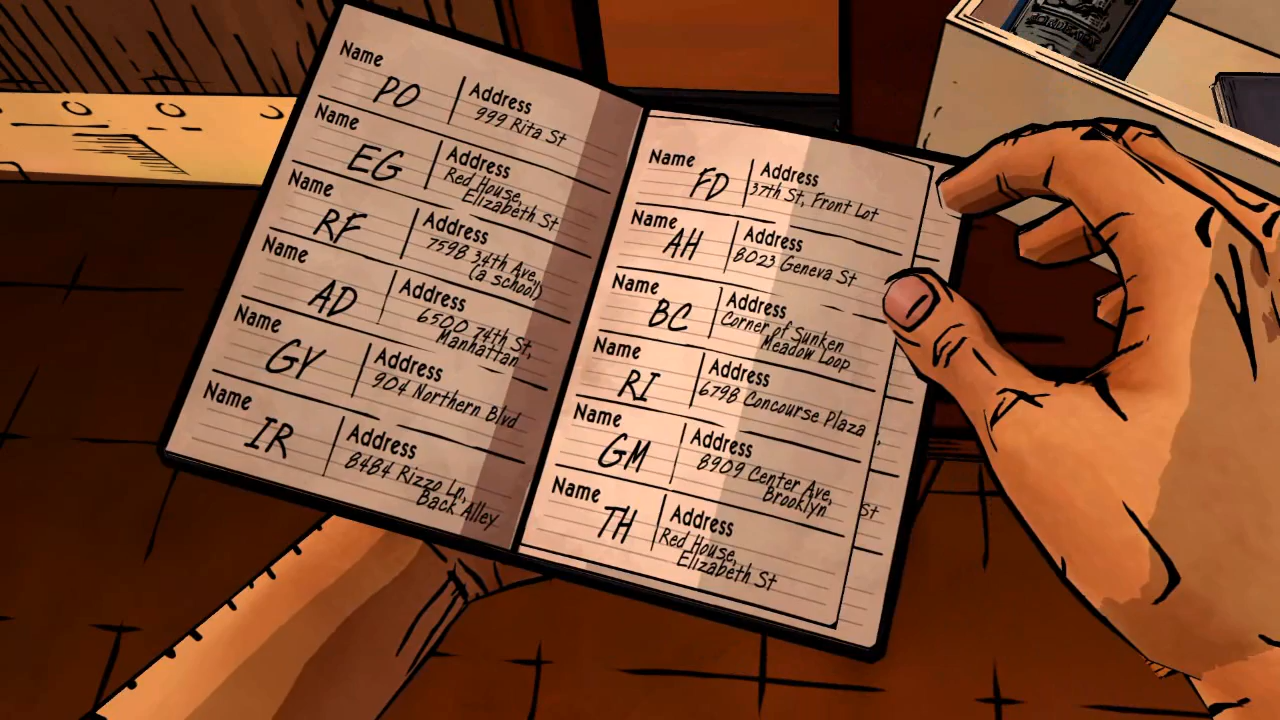 Name
PO
Address
999 Rita St
Name
EG
Address
Red House,
Elizabeth St
Name
RF
Address
7598 34th Ave,
(a school)
Name
AD
Address
6500 74th St,
Manhattan
Name
GY
Address
904 Northern Blvd
Name
IR
Address
8484 Rizzo Ln,
Back Alley
Name
FD
Address
37th St, Front Lot
Name
AH
Address
8023 Geneva St
Name
BC
Address
Corner of Sunken
Meadow Loop
Name
RI
Address
6798 Concourse Plaza
Name
GM
Address
8909 Center Ave,
Brooklyn
Name
TH
Address
Red House,
Elizabeth St
St